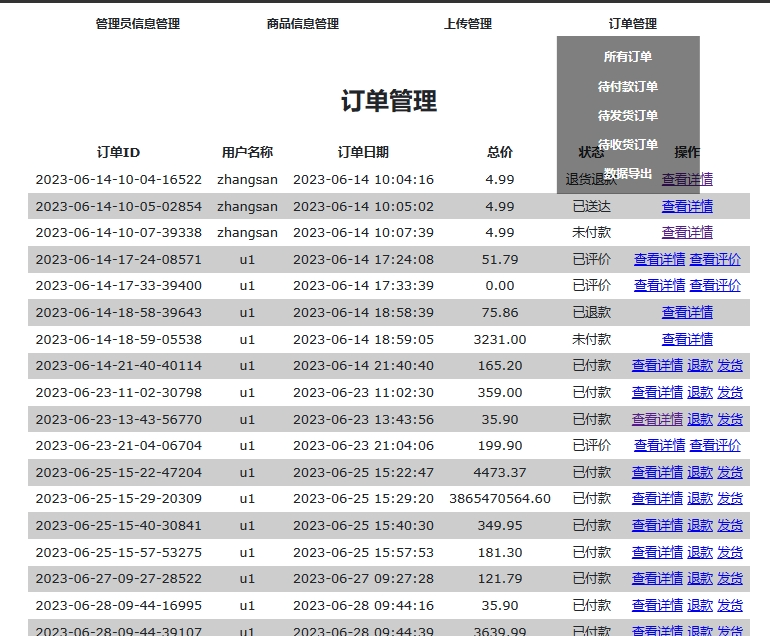 管理员信息管理 商品信息管理 上传管理 订单管理
所有订单
待付款订单
待发货订单
待收货订单
数据导出
订单管理
订单ID 用户名称 订单日期 总价 状态 操作
2023-06-14-10-04-16522 zhangsan 2023-06-14 10:04:16 4.99 退货退款 查看详情
2023-06-14-10-05-02854 zhangsan 2023-06-14 10:05:02 4.99 已送达 查看详情
2023-06-14-10-07-39338 zhangsan 2023-06-14 10:07:39 4.99 未付款 查看详情
2023-06-14-17-24-08571 u1 2023-06-14 17:24:08 51.79 已评价 查看详情 查看评价
2023-06-14-17-33-39400 u1 2023-06-14 17:33:39 0.00 已评价 查看详情 查看评价
2023-06-14-18-58-39643 u1 2023-06-14 18:58:39 75.86 已退款 查看详情
2023-06-14-18-59-05538 u1 2023-06-14 18:59:05 3231.00 未付款 查看详情
2023-06-14-21-40-40114 u1 2023-06-14 21:40:40 165.20 已付款 查看详情 退款 发货
2023-06-23-11-02-30798 u1 2023-06-23 11:02:30 359.00 已付款 查看详情 退款 发货
2023-06-23-13-43-56770 u1 2023-06-23 13:43:56 35.90 已付款 查看详情 退款 发货
2023-06-23-21-04-06704 u1 2023-06-23 21:04:06 199.90 已评价 查看详情 查看评价
2023-06-25-15-22-47204 u1 2023-06-25 15:22:47 4473.37 已付款 查看详情 退款 发货
2023-06-25-15-29-20309 u1 2023-06-25 15:29:20 3865470564.60 已付款 查看详情 退款 发货
2023-06-25-15-40-30841 u1 2023-06-25 15:40:30 349.95 已付款 查看详情 退款 发货
2023-06-25-15-57-53275 u1 2023-06-25 15:57:53 181.30 已付款 查看详情 退款 发货
2023-06-27-09-27-28522 u1 2023-06-27 09:27:28 121.79 已付款 查看详情 退款 发货
2023-06-28-09-44-16995 u1 2023-06-28 09:44:16 35.90 已付款 查看详情 退款 发货
2023-06-28-09-44-39107 u1 2023-06-28 09:44:39 3639.99 已付款 查看详情 退款 发货